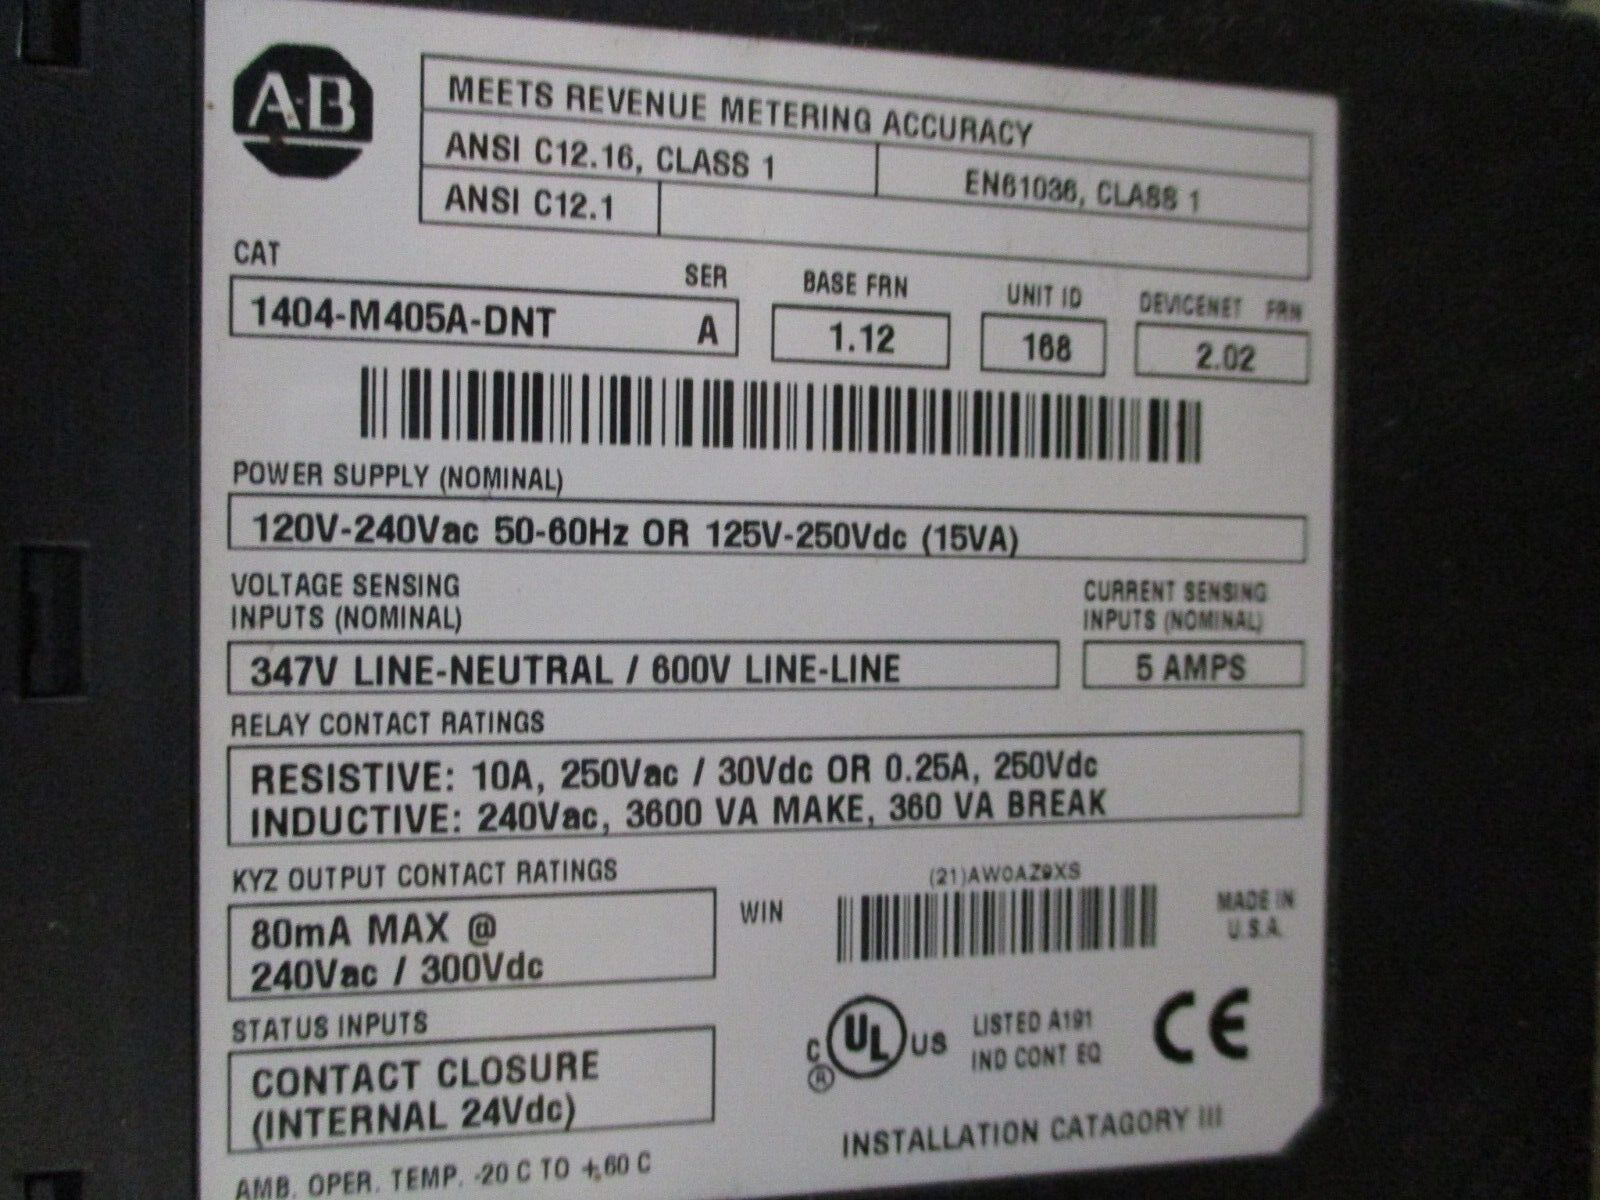 A-B
MEETS REVENUE METERING ACCURACY
ANSI C12.16, CLASS 1
EN61036, CLASS 1
ANSI C12.1
CAT
SER
BASE FRN
UNIT ID
DEVICENET FRN
1404-M405A-DNT
A
1.12
168
2.02
POWER SUPPLY (NOMINAL)
120V-240Vac 50-60Hz OR 125V-250Vdc (15VA)
VOLTAGE SENSING
INPUTS (NOMINAL)
CURRENT SENSING
INPUTS (NOMINAL)
347V LINE-NEUTRAL / 600V LINE-LINE
5 AMPS
RELAY CONTACT RATINGS
RESISTIVE: 10A, 250Vac / 30Vdc OR 0.25A, 250Vdc
INDUCTIVE: 240Vac, 3600 VA MAKE, 360 VA BREAK
KYZ OUTPUT CONTACT RATINGS
80mA MAX @
240Vac / 300Vdc
WIN
(21)AW0AZ9XS
MADE IN
U.S.A.
STATUS INPUTS
CONTACT CLOSURE
(INTERNAL 24Vdc)
C UL US
®
LISTED A191
IND CONT EQ
CE
INSTALLATION CATAGORY III
AMB. OPER. TEMP. -20 C TO +60 C